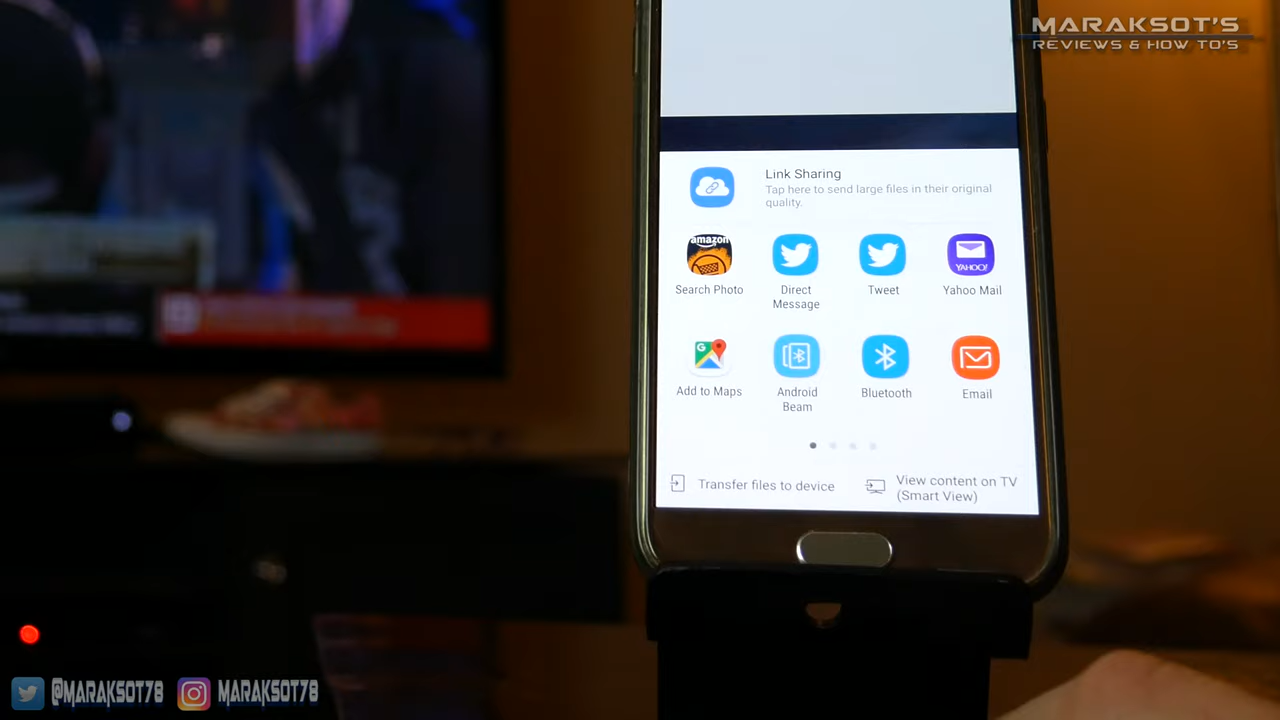 MARAKSOT'S
REVIEWS & HOW TO'S
Link Sharing
Tap here to send large files in their original
quality.
amazon
YAHOO!
Search Photo
Direct
Message
Tweet
Yahoo Mail
G
Add to Maps
Android
Beam
Bluetooth
Email
Transfer files to device
View content on TV
(Smart View)
@MARAKSOT78
MARAKSOT78